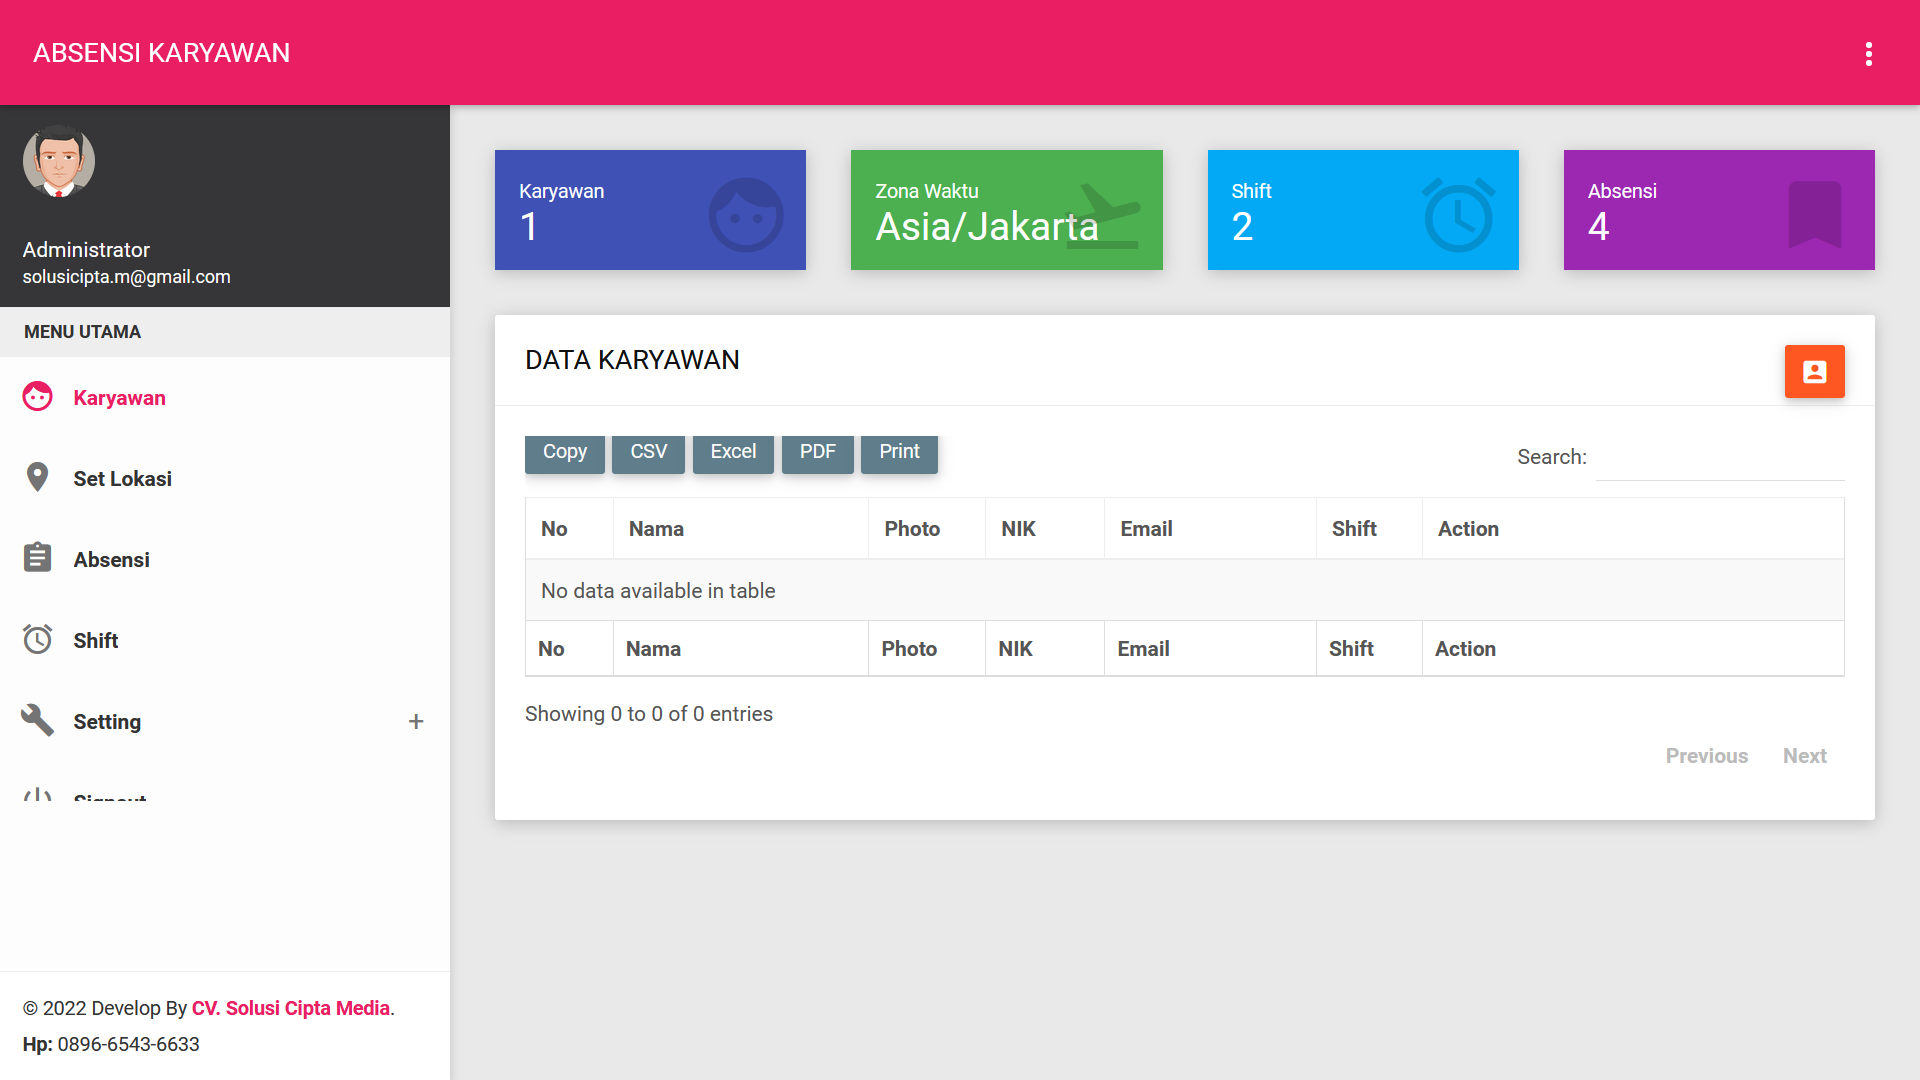 ABSENSI KARYAWAN
Administrator
solusicipta.m@gmail.com
MENU UTAMA
Karyawan
Set Lokasi
Absensi
Shift
Setting +
Signout
© 2022 Develop By CV. Solusi Cipta Media.
Hp: 0896-6543-6633
Karyawan
1
Zona Waktu
Asia/Jakarta
Shift
2
Absensi
4
DATA KARYAWAN
Copy CSV Excel PDF Print
Search:
No Nama Photo NIK Email Shift Action
No data available in table
No Nama Photo NIK Email Shift Action
Showing 0 to 0 of 0 entries
Previous Next